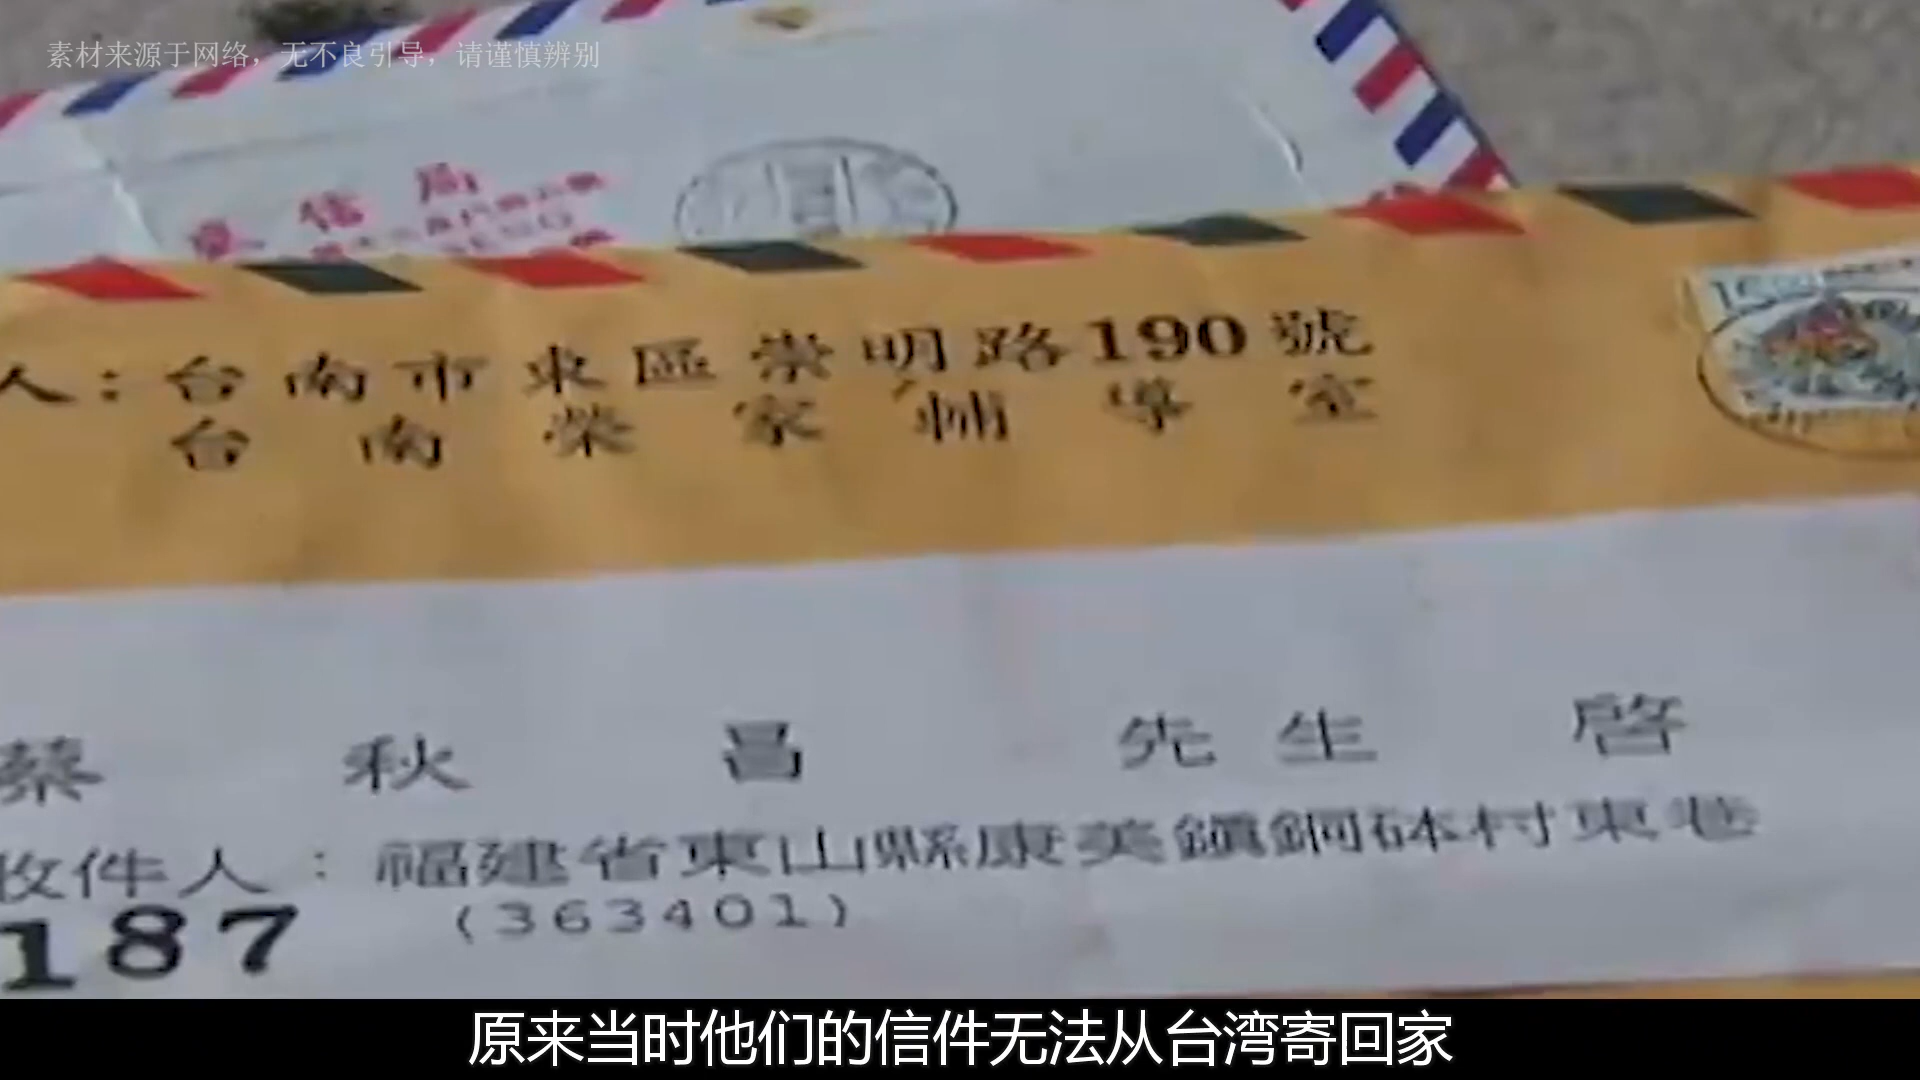 素材来源于网络，无不良引导，请谨慎辨别
信 局
人：台南市東區崇明路190號
台南榮家輔導室
蔡秋昌 先生 啓
收件人：福建省東山縣康美鎮銅砵村東巷
187 (363401)
原来当时他们的信件无法从台湾寄回家